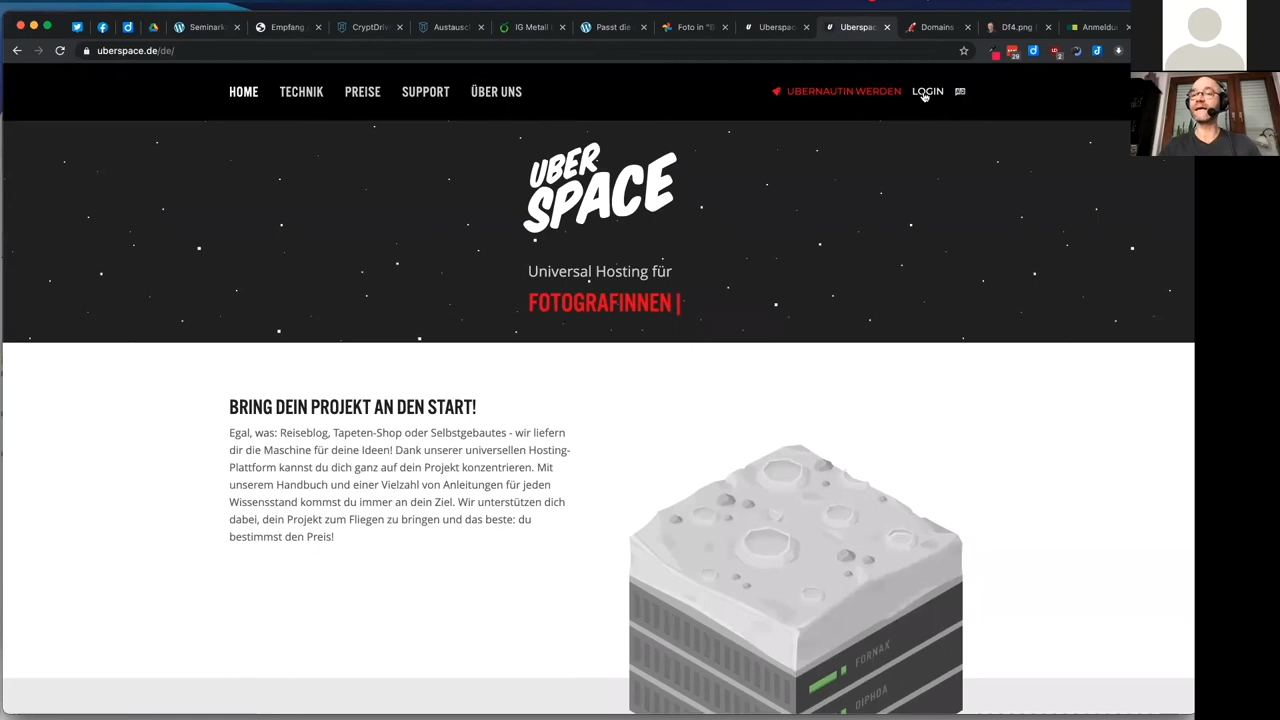 Seminark
Empfang
CryptDriv
Austausc
IG Metall
Passt die
Foto in "B
Uberspac
Uberspac
Domains
Df4.png |
Anmeldu
uberspace.de/de/
29
2
HOME TECHNIK PREISE SUPPORT ÜBER UNS
UBERNAUTIN WERDEN LOGIN
UBER
SPACE
Universal Hosting für
FOTOGRAFINNEN |
BRING DEIN PROJEKT AN DEN START!
Egal, was: Reiseblog, Tapeten-Shop oder Selbstgebautes - wir liefern
dir die Maschine für deine Ideen! Dank unserer universellen Hosting-
Plattform kannst du dich ganz auf dein Projekt konzentrieren. Mit
unserem Handbuch und einer Vielzahl von Anleitungen für jeden
Wissensstand kommst du immer an dein Ziel. Wir unterstützen dich
dabei, dein Projekt zum Fliegen zu bringen und das beste: du
bestimmst den Preis!
FORNAX
DIPHDA